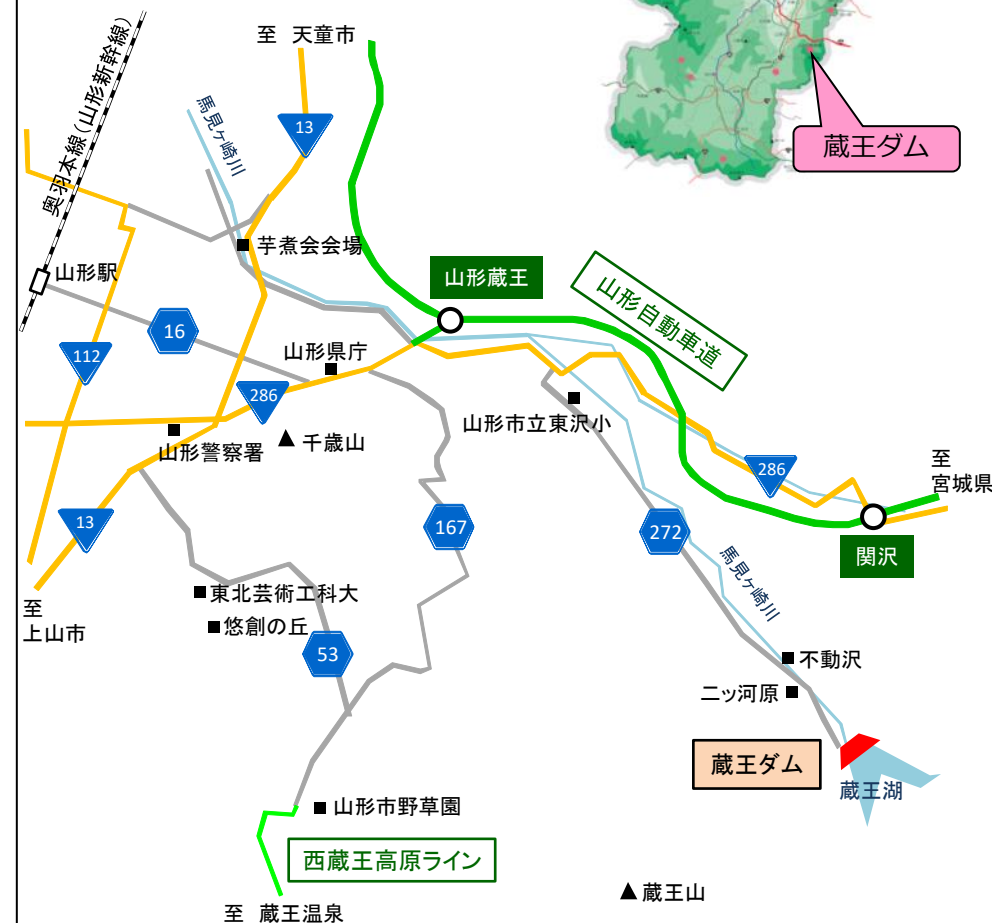 奥羽本線(山形新幹線)
至 天童市
馬見ヶ崎川
13
蔵王ダム
芋煮会会場
山形駅
山形蔵王
山形自動車道
16
112
山形県庁
286
山形市立東沢小
山形警察署
千歳山
286
至
宮城県
13
167
272
関沢
馬見ヶ崎川
至
上山市
東北芸術工科大
悠創の丘
53
不動沢
二ッ河原
蔵王ダム
蔵王湖
山形市野草園
西蔵王高原ライン
蔵王山
至 蔵王温泉